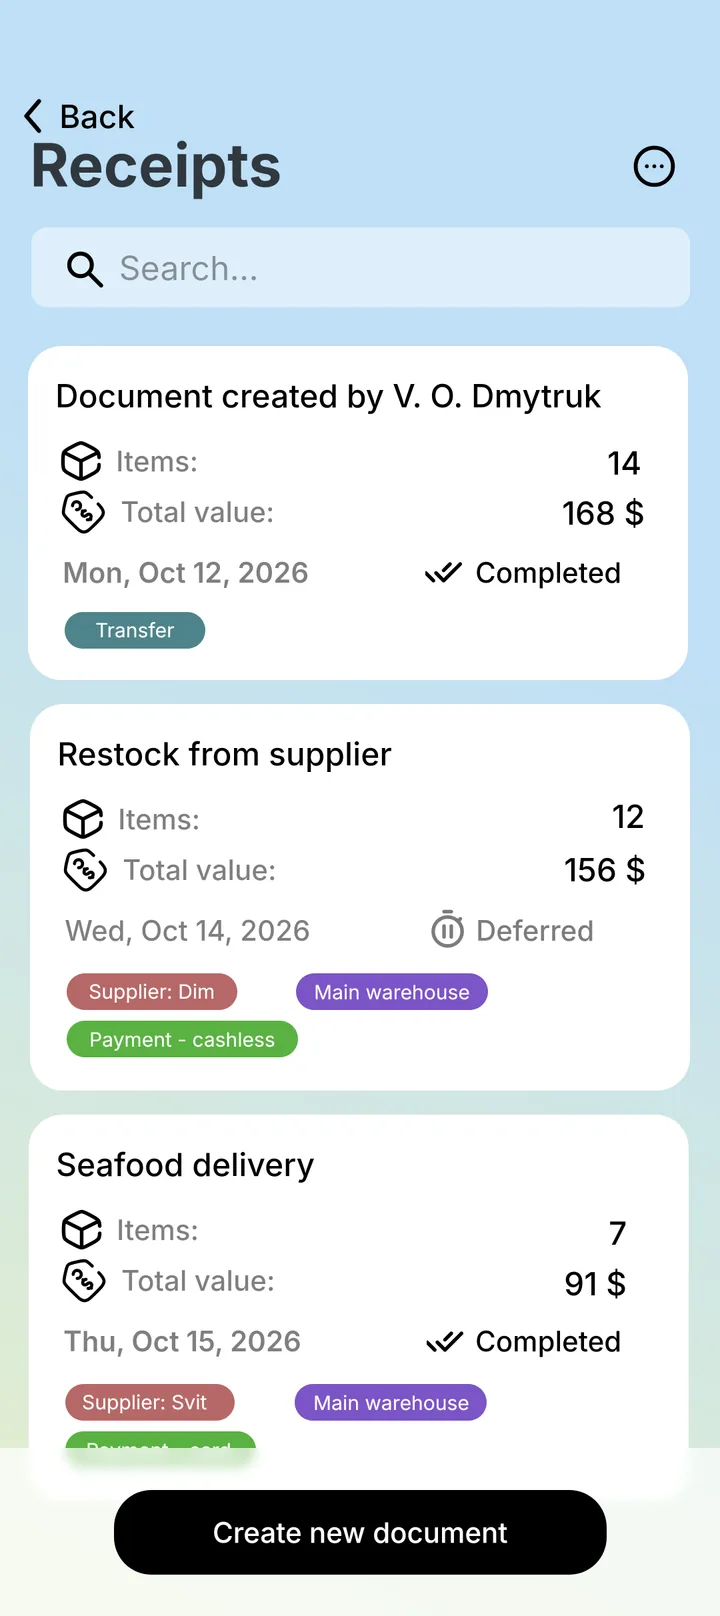 Back
Receipts
Search...
Document created by V. O. Dmytruk
Items: 14
Total value: 168 $
Mon, Oct 12, 2026 Completed
Transfer
Restock from supplier
Items: 12
Total value: 156 $
Wed, Oct 14, 2026 Deferred
Supplier: Dim Main warehouse
Payment - cashless
Seafood delivery
Items: 7
Total value: 91 $
Thu, Oct 15, 2026 Completed
Supplier: Svit Main warehouse
Payment - card
Create new document